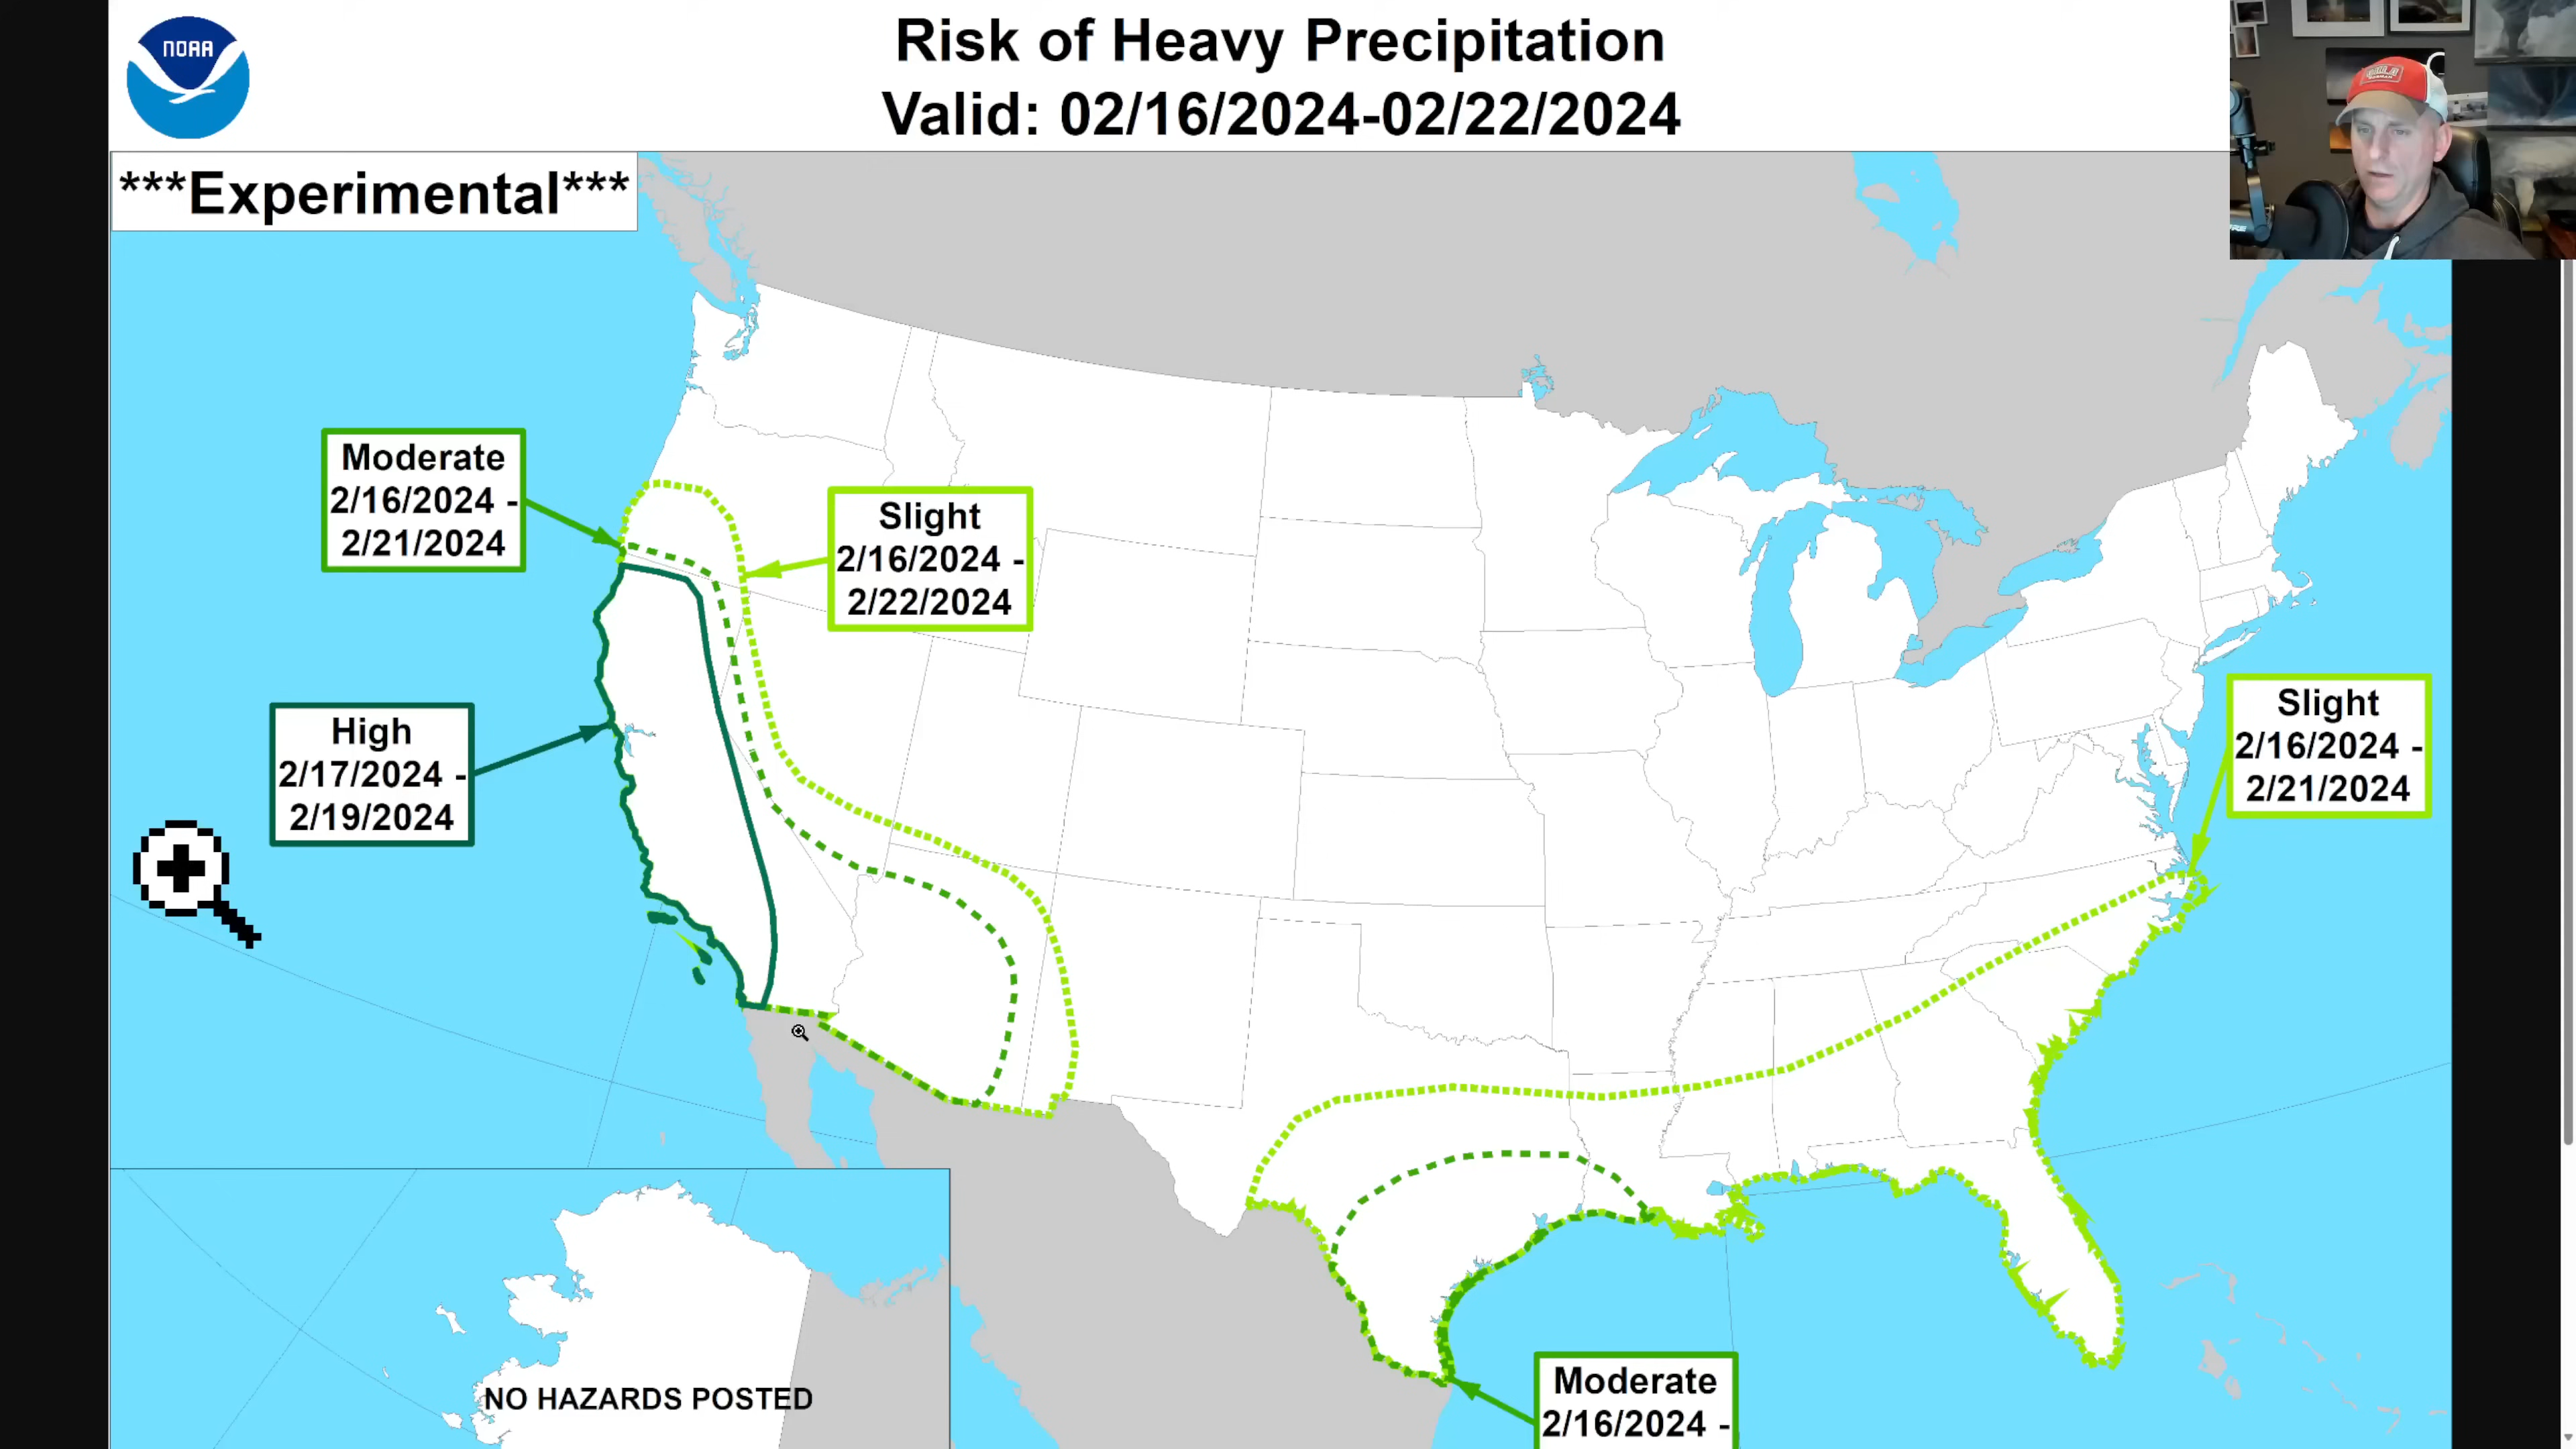 NOAA
Risk of Heavy Precipitation
Valid: 02/16/2024-02/22/2024
***Experimental***
Moderate
2/16/2024 -
2/21/2024
Slight
2/16/2024 -
2/22/2024
High
2/17/2024 -
2/19/2024
Slight
2/16/2024 -
2/21/2024
Moderate
2/16/2024 -
NO HAZARDS POSTED